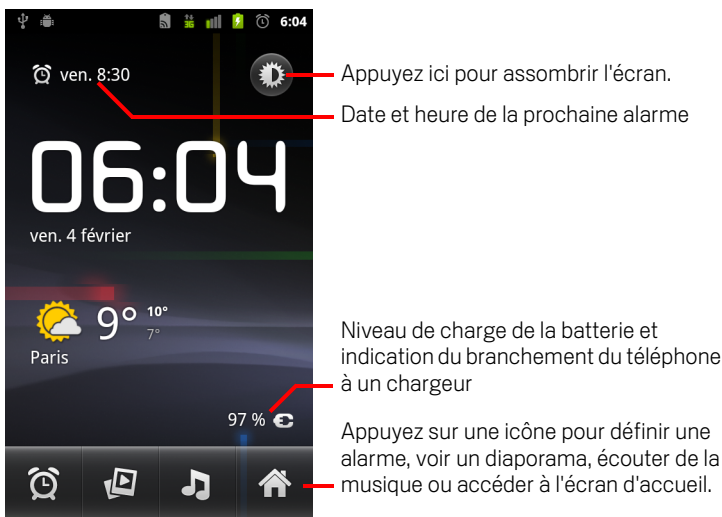 3G 6:04
ven. 8:30
Appuyez ici pour assombrir l'écran.
Date et heure de la prochaine alarme
06:04
ven. 4 février
9° 10°
7°
Paris
Niveau de charge de la batterie et
indication du branchement du téléphone
à un chargeur
97 %
Appuyez sur une icône pour définir une
alarme, voir un diaporama, écouter de la
musique ou accéder à l'écran d'accueil.